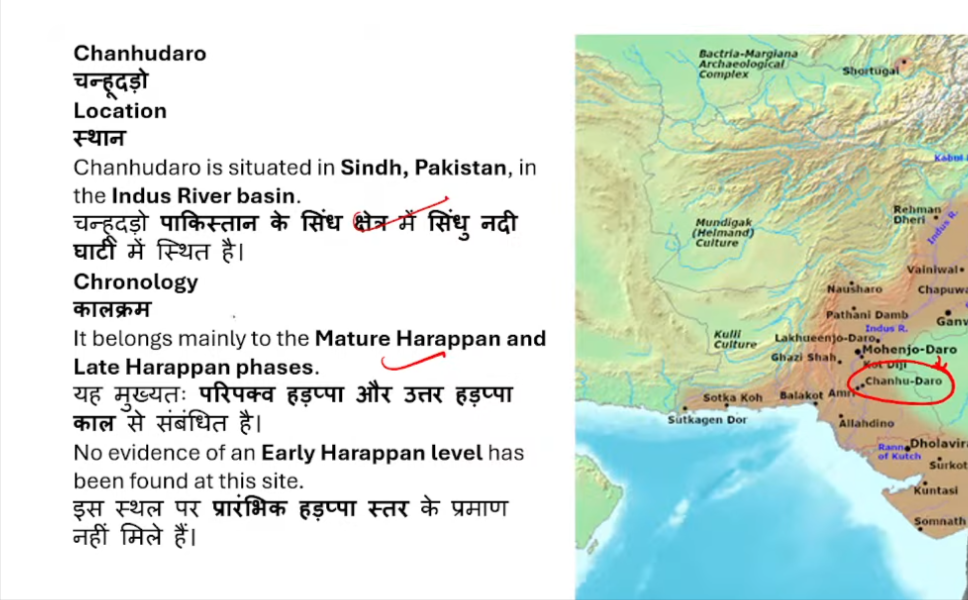 Chanhudaro
चन्हूदड़ो
Location
स्थान
Chanhudaro is situated in Sindh, Pakistan, in
the Indus River basin.
चन्हूदड़ो पाकिस्तान के सिंध क्षेत्र में सिंधु नदी
घाटी में स्थित है।
Chronology
कालक्रम
It belongs mainly to the Mature Harappan and
Late Harappan phases.
यह मुख्यतः परिपक्व हड़प्पा और उत्तर हड़प्पा
काल से संबंधित है।
No evidence of an Early Harappan level has
been found at this site.
इस स्थल पर प्रारंभिक हड़प्पा स्तर के प्रमाण
नहीं मिले हैं।
Bactria-Margiana
Archaeological
Complex
Shortugai
Kabul
Rehman
Dheri
Indus R.
Mundigak
(Helmand)
Culture
Vainiwal
Nausharo
Chapuwa
Pathani Damb
Ganw
Indus R.
Kulli
Culture
Lakhueenjo-Daro
Mohenjo-Daro
Ghazi Shah
Kot Diji
Chanhu-Daro
Amri
Balakot
Sotka Koh
Sutkagen Dor
Allahdino
Dholavira
Rann
of Kutch
Surkot
Kuntasi
Somnath